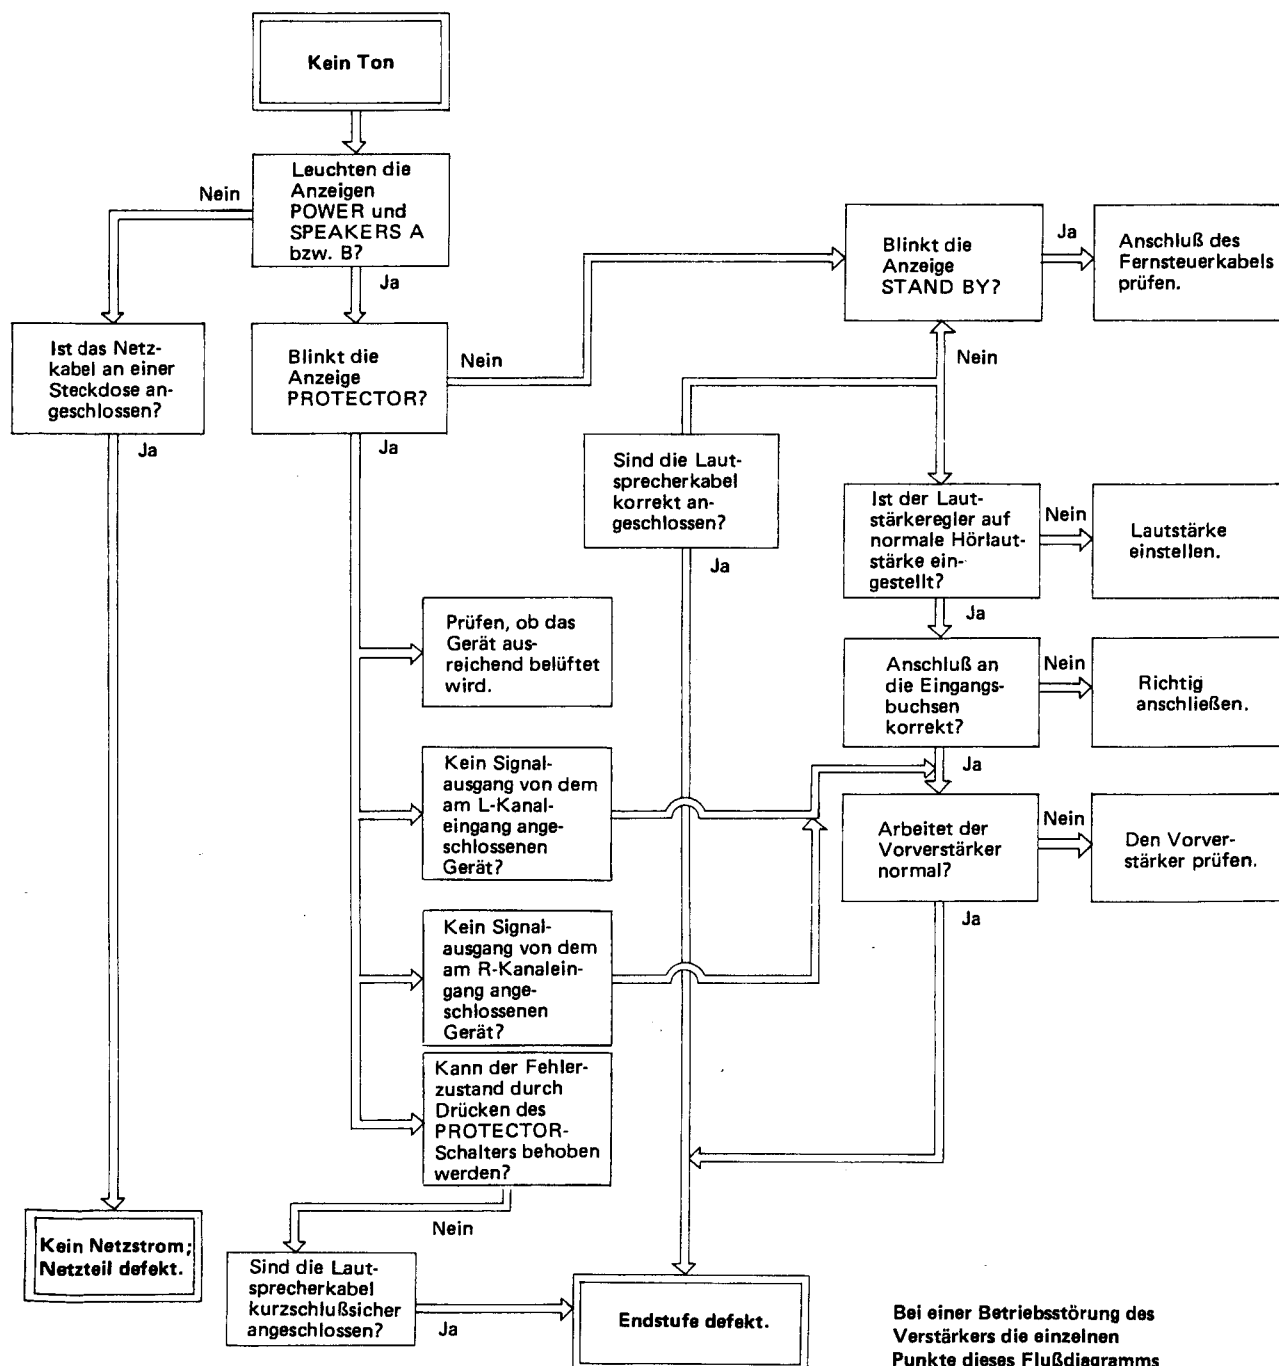 Kein Ton
Leuchten die
Anzeigen
POWER und
SPEAKERS A
bzw. B?
Nein
Ja
Ist das Netz-
kabel an einer
Steckdose an-
geschlossen?
Ja
Blinkt die
Anzeige
PROTECTOR?
Nein
Ja
Blinkt die
Anzeige
STAND BY?
Ja
Nein
Anschluß des
Fernsteuerkabels
prüfen.
Sind die Laut-
sprecherkabel
korrekt an-
geschlossen?
Ja
Ist der Laut-
stärkeregler auf
normale Hörlaut-
stärke ein-
gestellt?
Nein
Ja
Lautstärke
einstellen.
Prüfen, ob das
Gerät aus-
reichend belüftet
wird.
Anschluß an
die Eingangs-
buchsen
korrekt?
Nein
Ja
Richtig
anschließen.
Kein Signal-
ausgang von dem
am L-Kanal-
eingang ange-
schlossenen
Gerät?
Arbeitet der
Vorverstärker
normal?
Nein
Ja
Den Vorver-
stärker prüfen.
Kein Signal-
ausgang von dem
am R-Kanalein-
gang ange-
schlossenen
Gerät?
Kann der Fehler-
zustand durch
Drücken des
PROTECTOR-
Schalters behoben
werden?
Nein
Kein Netzstrom;
Netzteil defekt.
Sind die Laut-
sprecherkabel
kurzschlußsicher
angeschlossen?
Ja
Endstufe defekt.
Bei einer Betriebsstörung des
Verstärkers die einzelnen
Punkte dieses Flußdiagramms